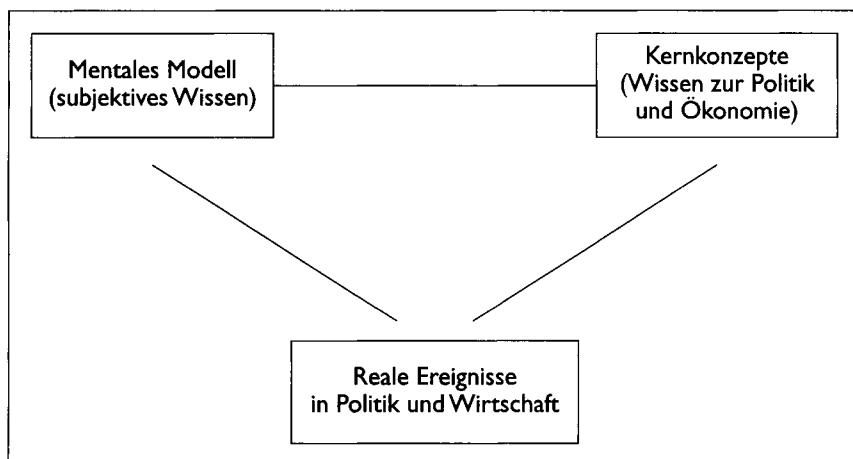 Mentales Modell
(subjektives Wissen)
Kernkonzepte
(Wissen zur Politik
und Ökonomie)
Reale Ereignisse
in Politik und Wirtschaft